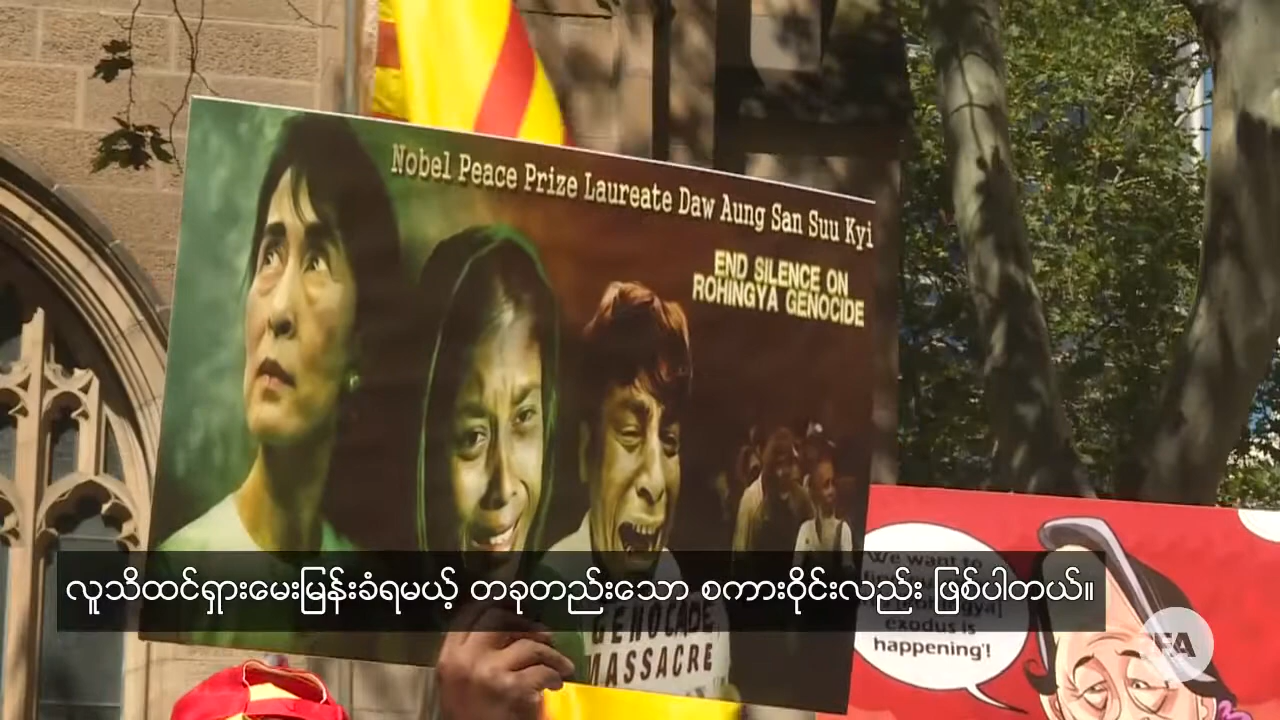 Nobel Peace Prize Laureate Daw Aung San Suu Kyi
END SILENCE ON
ROHINGYA GENOCIDE
လူသိထင်ရှားမေးမြန်းခံရမယ့် တခုတည်းသော စကားဝိုင်းလည်း ဖြစ်ပါတယ်။
GENOCADE
MASSACRE
'We want to
exodus is
happening'!